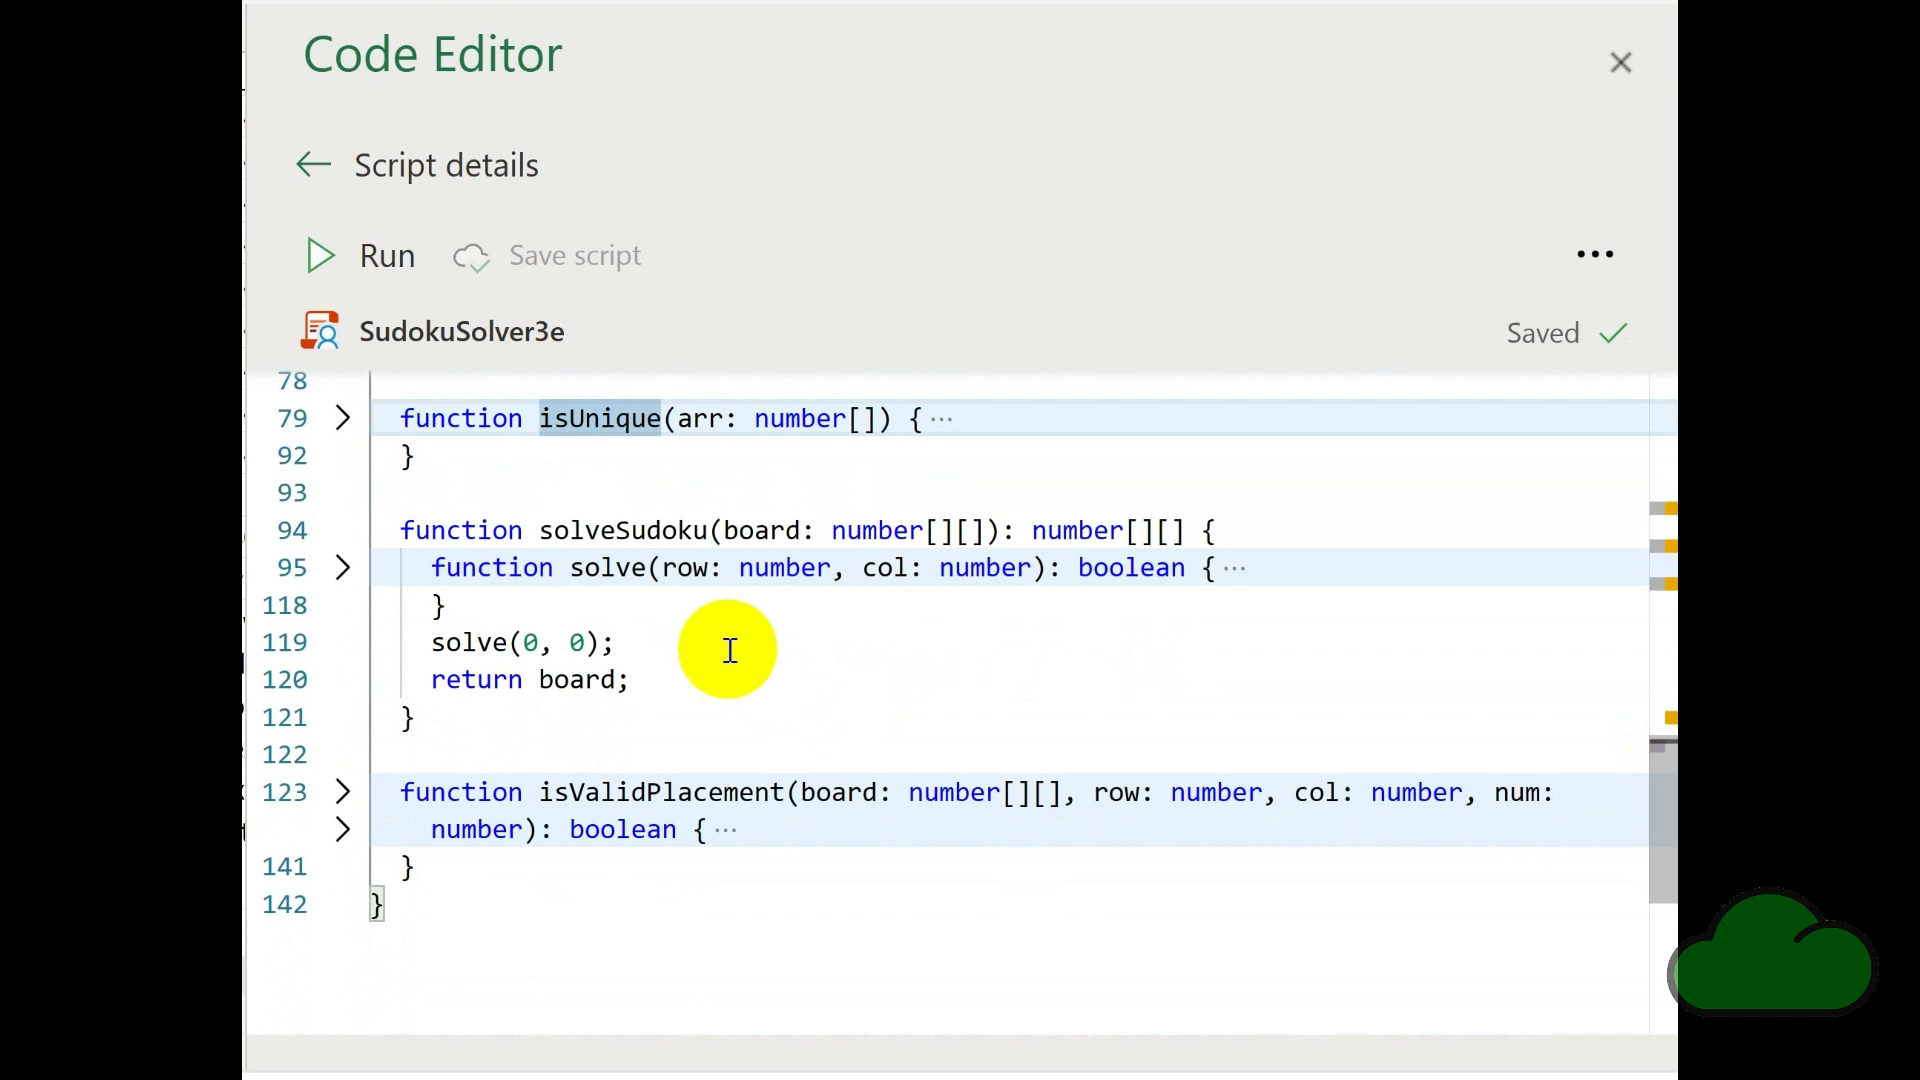 Code Editor
Script details
Run Save script
SudokuSolver3e Saved
78
79 function isUnique(arr: number[]) { ···
92 }
93
94 function solveSudoku(board: number[][]): number[][] {
95 function solve(row: number, col: number): boolean { ···
118 }
119 solve(0, 0);
120 return board;
121 }
122
123 function isValidPlacement(board: number[][], row: number, col: number, num:
number): boolean { ···
141 }
142 }